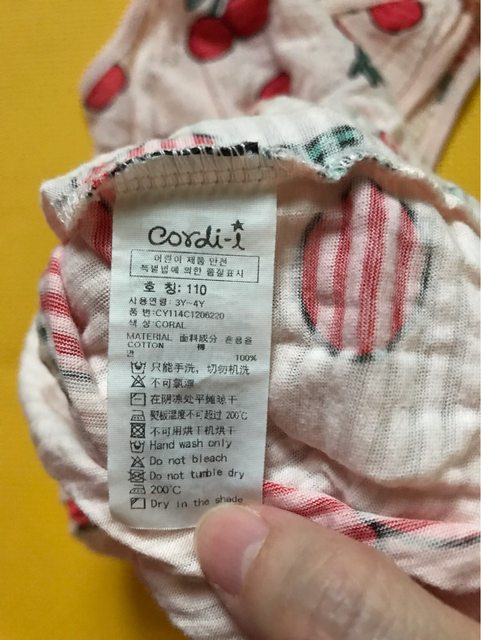 cordi-i
어린이 제품 안전
특별법에 의한 품질표시
호 칭: 110
사용연령: 3Y~4Y
품 번:CY114C1206220
색 상:CORAL
MATERIAL 面料成分 혼용율
COTTON 棉 100%
면
只能手洗, 切勿机洗
不可氯漂
在阴凉处平摊晾干
熨板温度不可超过 200℃
不可用烘干机烘干
Hand wash only
Do not bleach
Do not tumble dry
200℃
Dry in the shade